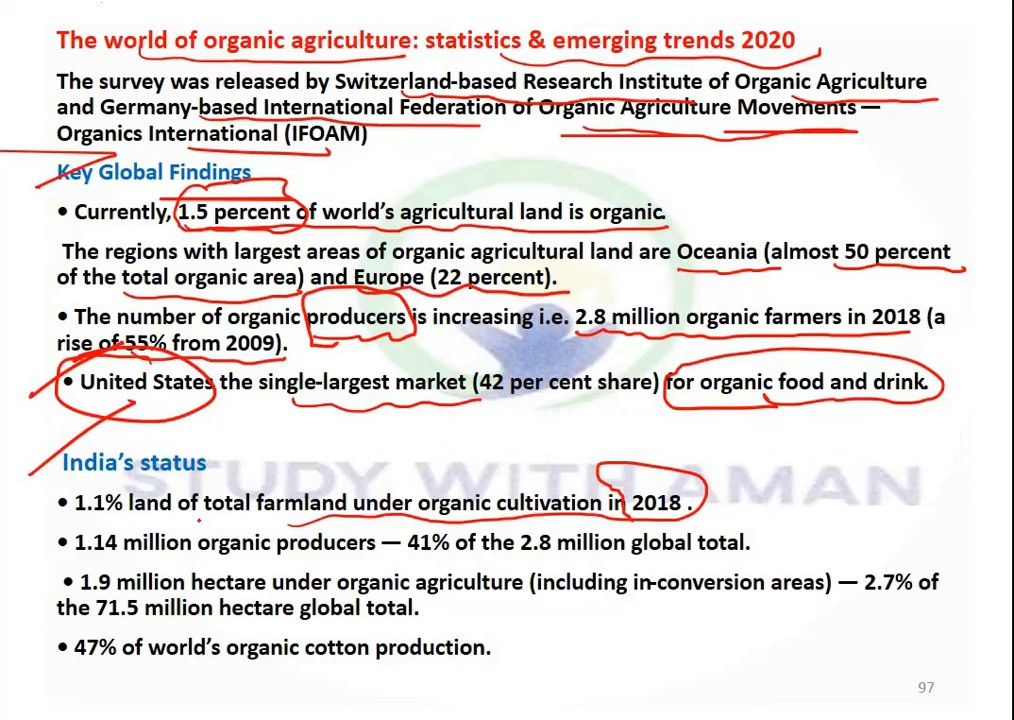 The world of organic agriculture: statistics & emerging trends 2020
The survey was released by Switzerland-based Research Institute of Organic Agriculture
and Germany-based International Federation of Organic Agriculture Movements —
Organics International (IFOAM)
Key Global Findings
• Currently, 1.5 percent of world's agricultural land is organic.
The regions with largest areas of organic agricultural land are Oceania (almost 50 percent
of the total organic area) and Europe (22 percent).
• The number of organic producers is increasing i.e. 2.8 million organic farmers in 2018 (a
rise of 55% from 2009).
• United States the single-largest market (42 per cent share) for organic food and drink.
India's status
STUDY WITH AMAN
• 1.1% land of total farmland under organic cultivation in 2018 .
• 1.14 million organic producers — 41% of the 2.8 million global total.
• 1.9 million hectare under organic agriculture (including in-conversion areas) — 2.7% of
the 71.5 million hectare global total.
• 47% of world's organic cotton production.
97